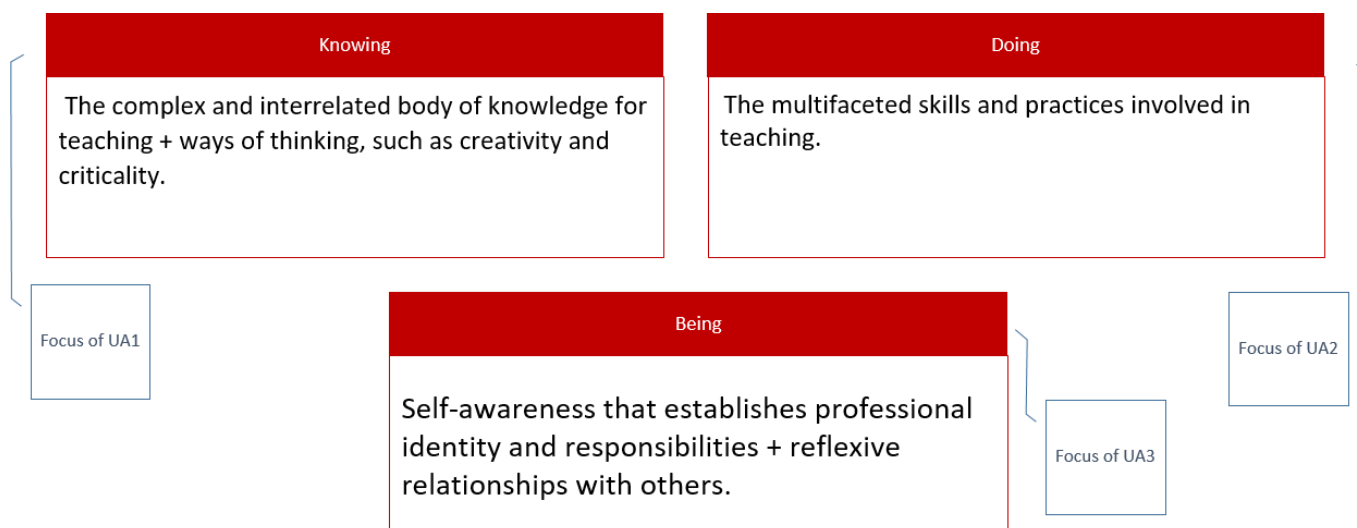 Knowing
The complex and interrelated body of knowledge for
teaching + ways of thinking, such as creativity and
criticality.
Doing
The multifaceted skills and practices involved in
teaching.
Focus of UA1
Being
Self-awareness that establishes professional
identity and responsibilities + reflexive
relationships with others.
Focus of UA3
Focus of UA2